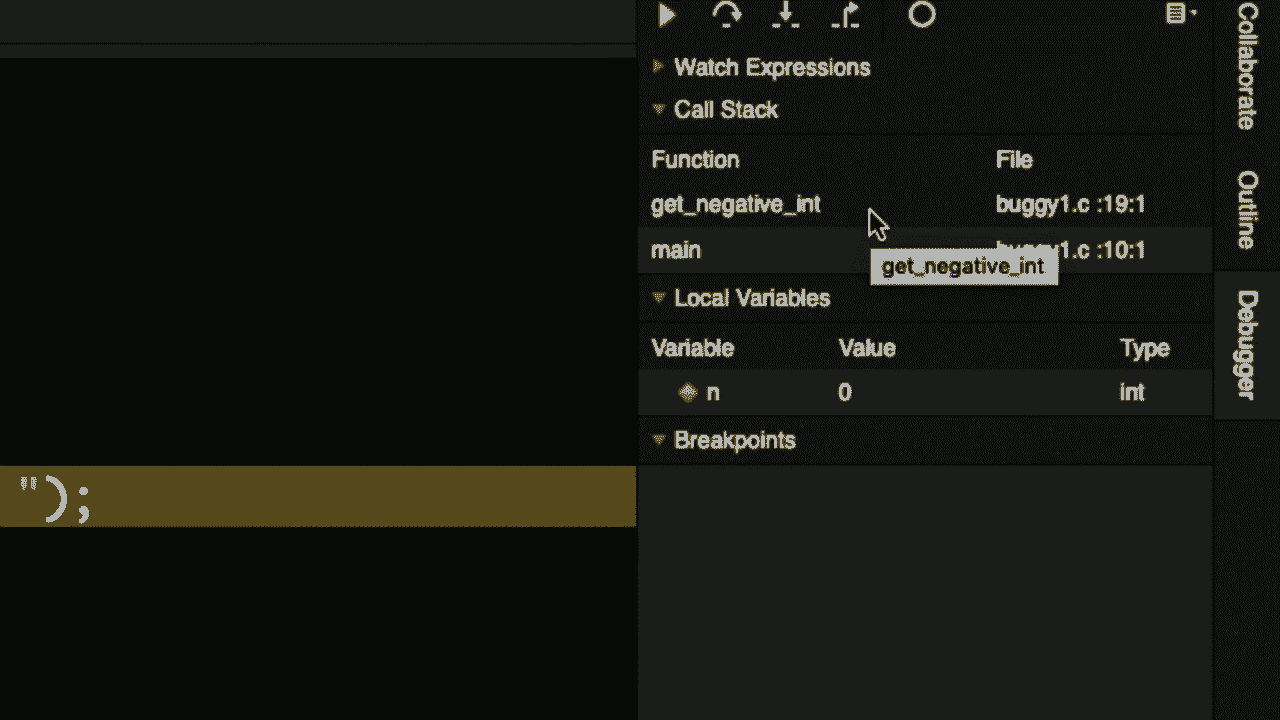 Watch Expressions
Call Stack
Function File
get_negative_int buggy1.c :19:1
main 1.c :10:1
get_negative_int
Local Variables
Variable Value Type
n 0 int
Breakpoints
");
Collaborate
Outline
Debugger